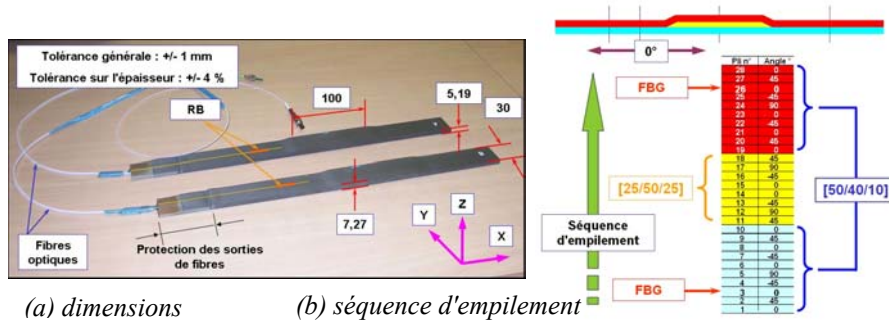 Tolérance générale : +/- 1 mm
Tolérance sur l'épaisseur : +/- 4 %
RB
100
5,19
30
7,27
Fibres
optiques
Protection des sorties
de fibres
X
Y
Z
(a) dimensions
0°
Pli n° Angle °
28 0
27 45
26 0
25 -45
24 90
23 0
22 -45
21 0
20 45
19 0
18 45
17 90
16 -45
15 0
14 0
13 -45
12 90
11 45
10 0
9 45
8 0
7 -45
6 0
5 90
4 -45
3 0
2 45
1 0
FBG
[25/50/25]
[50/40/10]
Séquence
d'empilement
FBG
(b) séquence d'empilement